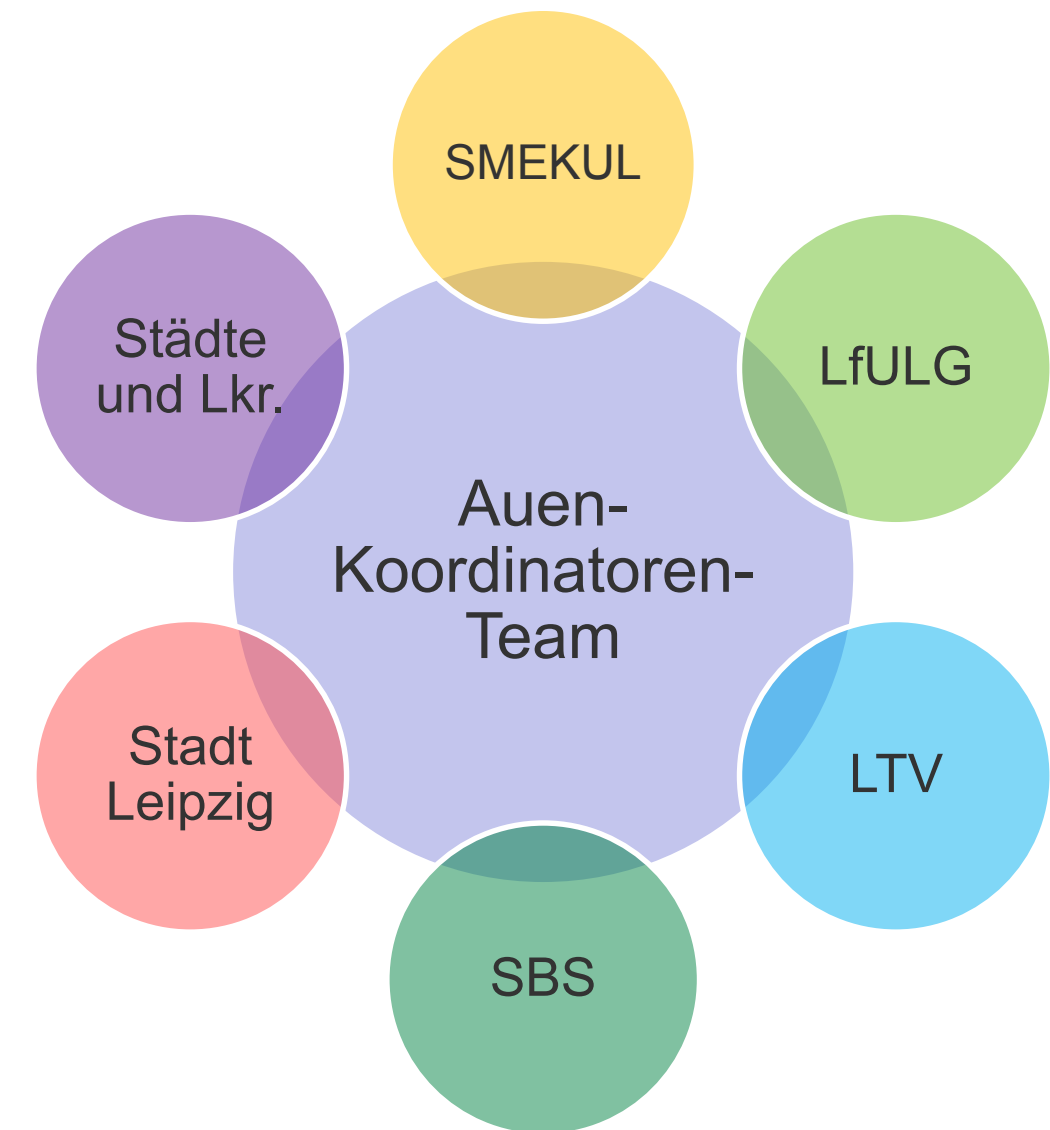 SMEKUL
Städte
und Lkr.
LfULG
Auen-
Koordinatoren-
Team
Stadt
Leipzig
LTV
SBS